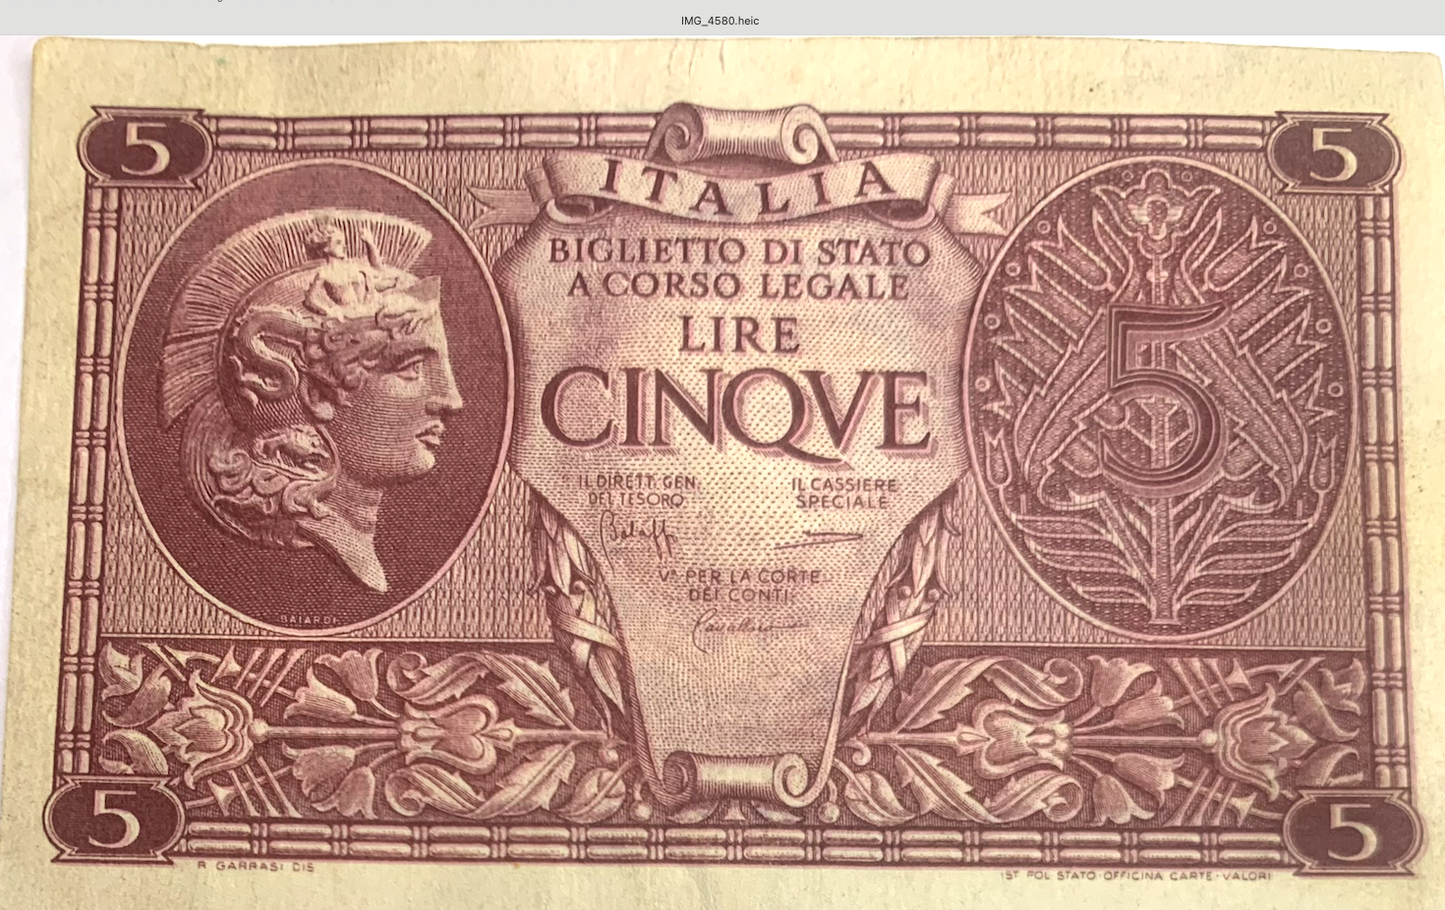 IMG_4580.heic
5
5
ITALIA
BIGLIETTO DI STATO
A CORSO LEGALE
LIRE
CINQVE
5
IL DIRETT. GEN.
DEL TESORO
IL CASSIERE
SPECIALE
Bolaffi
V° PER LA CORTE
DEI CONTI
BAIARDI
5
5
R GARRASI DIS
IST POL STATO·OFFICINA CARTE·VALORI